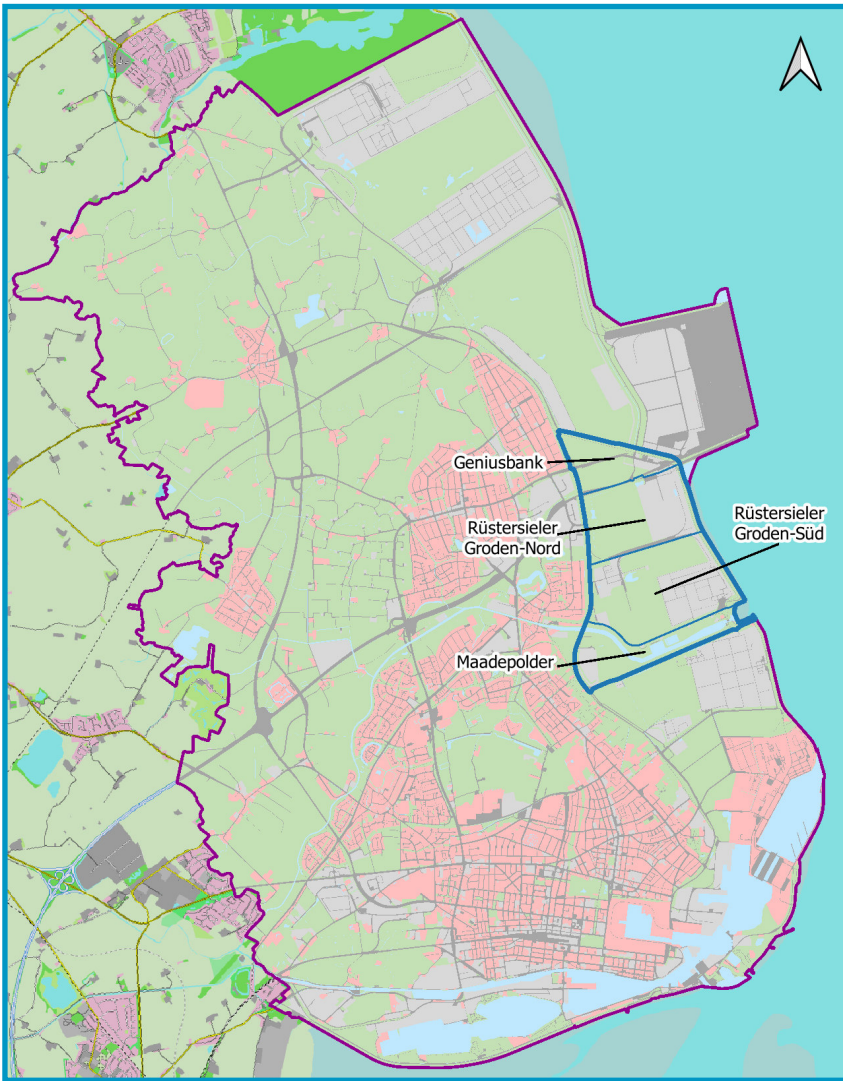 Geniusbank
Rüstersieler
Groden-Nord
Rüstersieler
Groden-Süd
Maadepolder